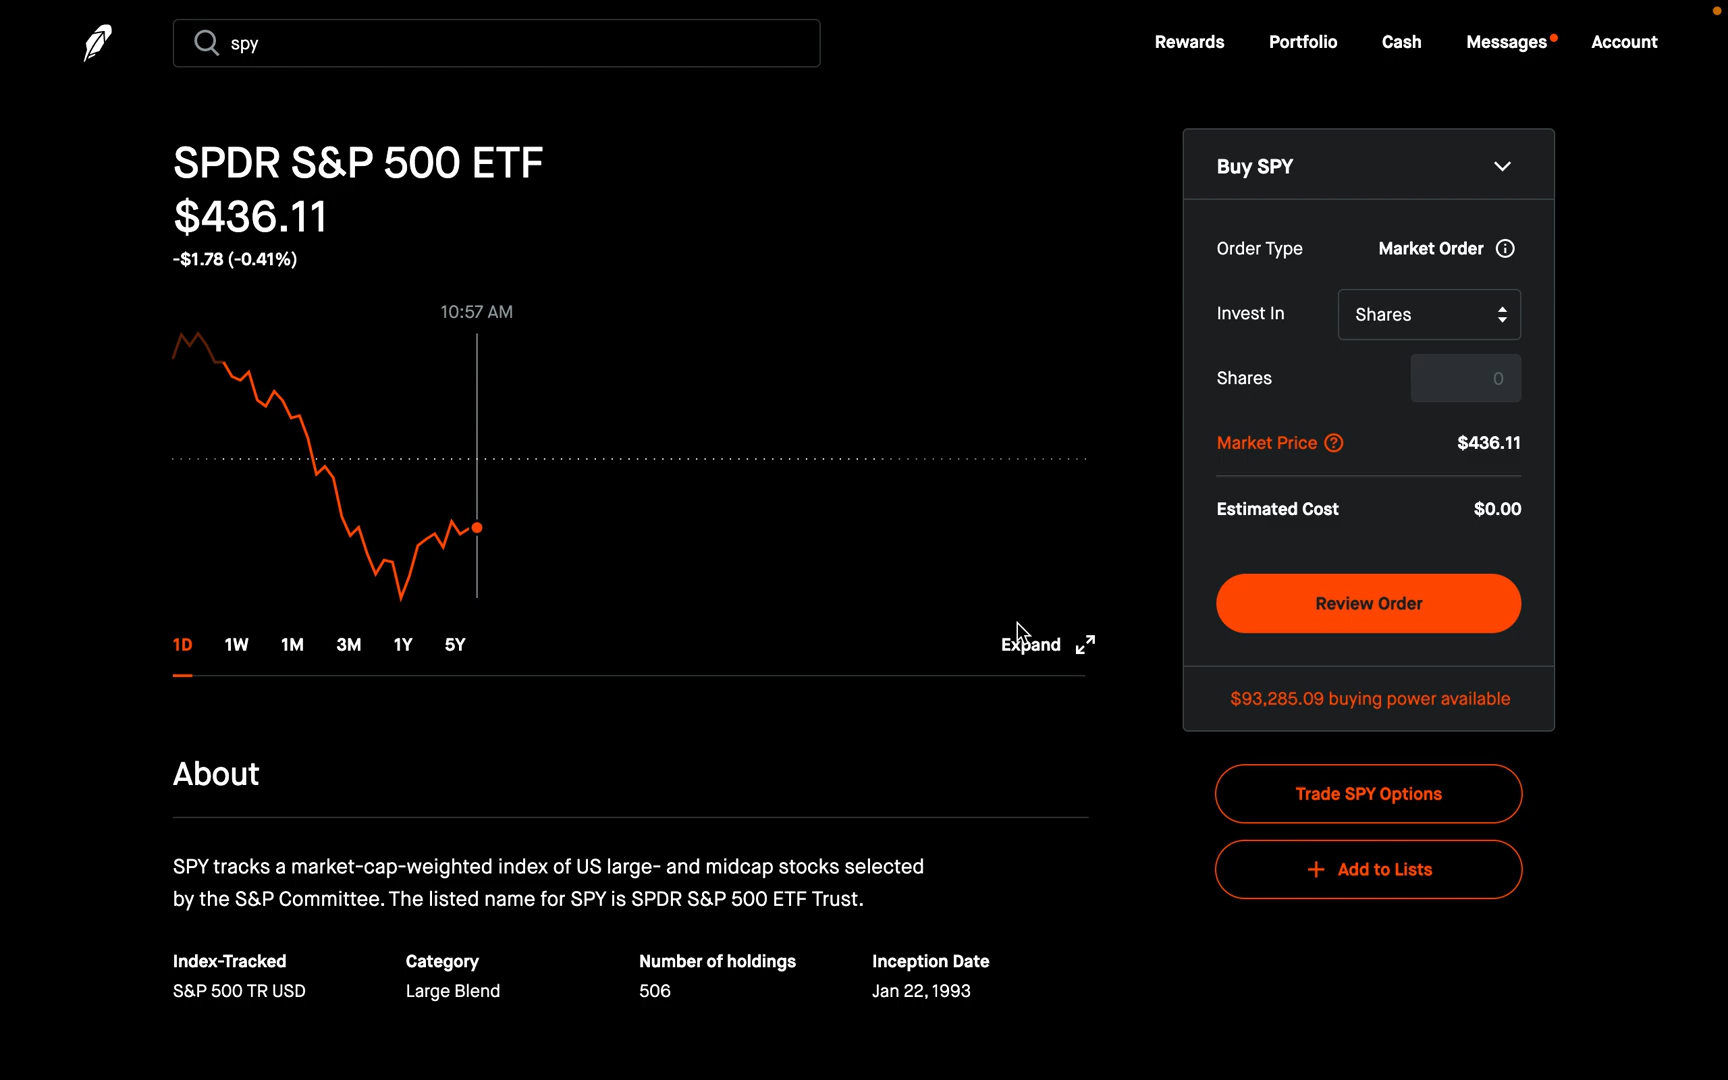 spy
Rewards
Portfolio
Cash
Messages
Account
SPDR S&P 500 ETF
$436.11
-$1.78 (-0.41%)
10:57 AM
1D
1W
1M
3M
1Y
5Y
Expand
About
SPY tracks a market-cap-weighted index of US large- and midcap stocks selected
by the S&P Committee. The listed name for SPY is SPDR S&P 500 ETF Trust.
Index-Tracked
S&P 500 TR USD
Category
Large Blend
Number of holdings
506
Inception Date
Jan 22, 1993
Buy SPY
Order Type
Market Order
Invest In
Shares
Shares
0
Market Price
$436.11
Estimated Cost
$0.00
Review Order
$93,285.09 buying power available
Trade SPY Options
+ Add to Lists